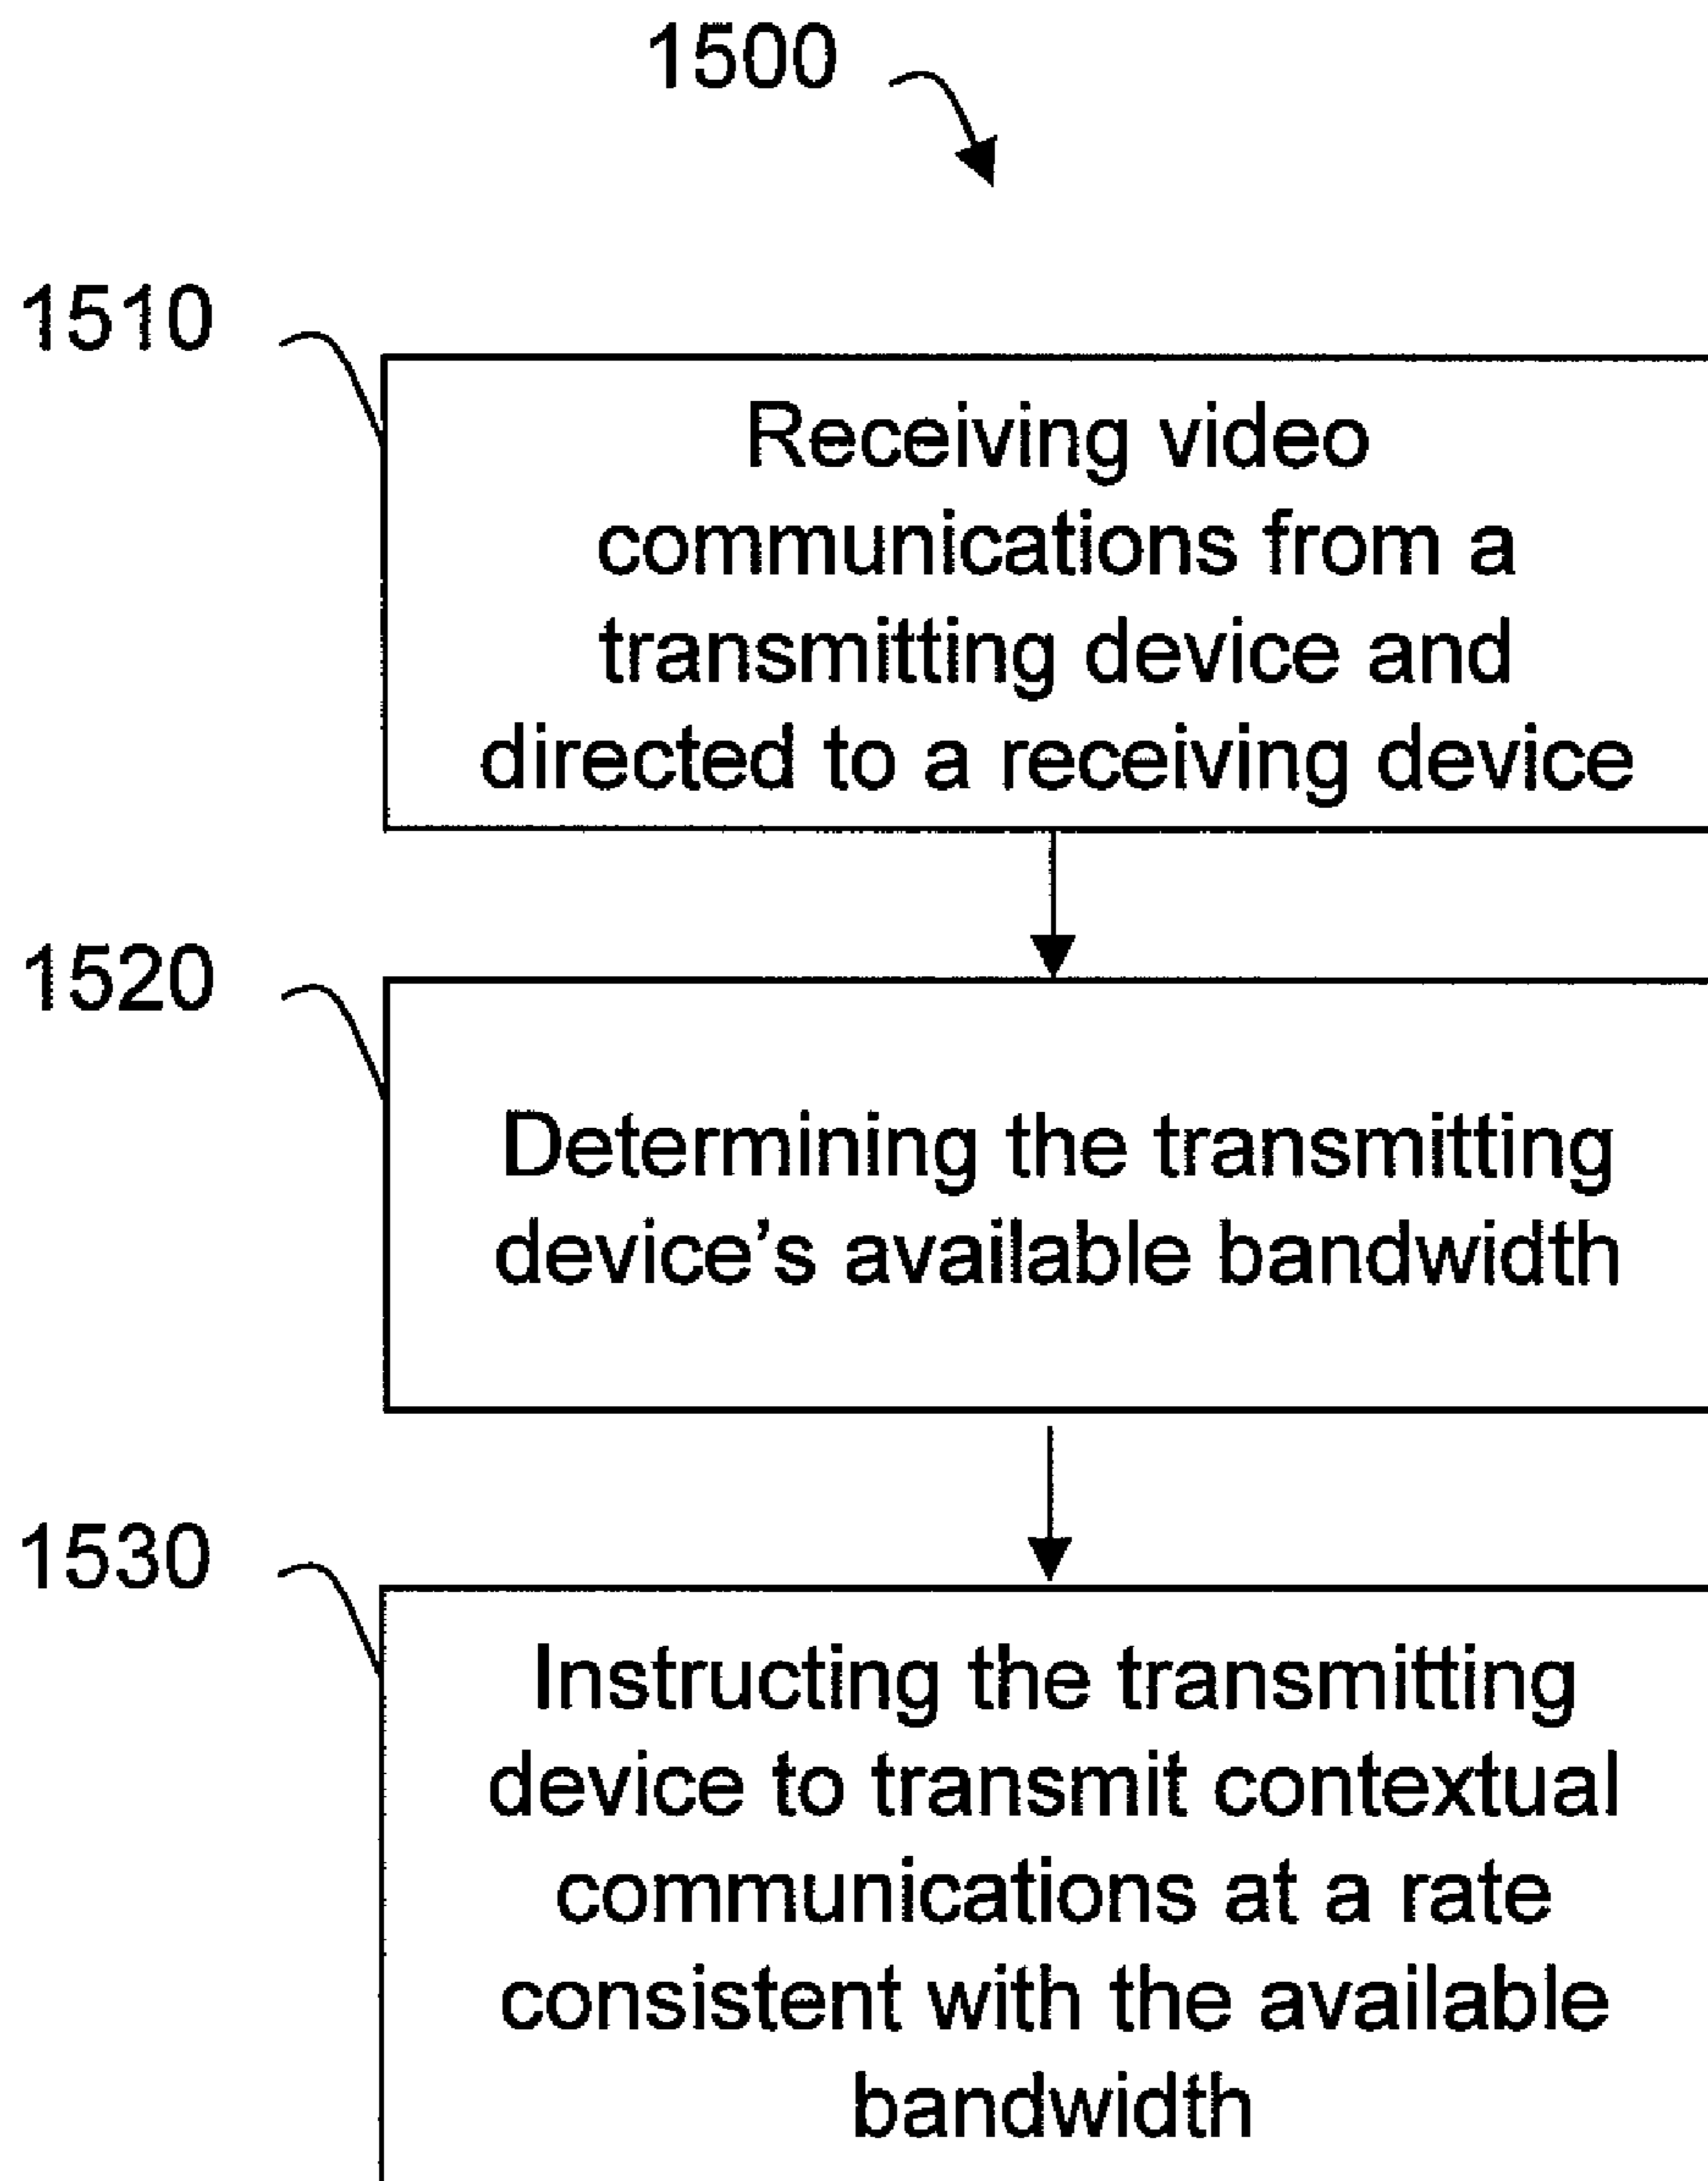 1500
1510
Receiving video
communications from a
transmitting device and
directed to a receiving device
1520
Determining the transmitting
device's available bandwidth
1530
Instructing the transmitting
device to transmit contextual
communications at a rate
consistent with the available
bandwidth